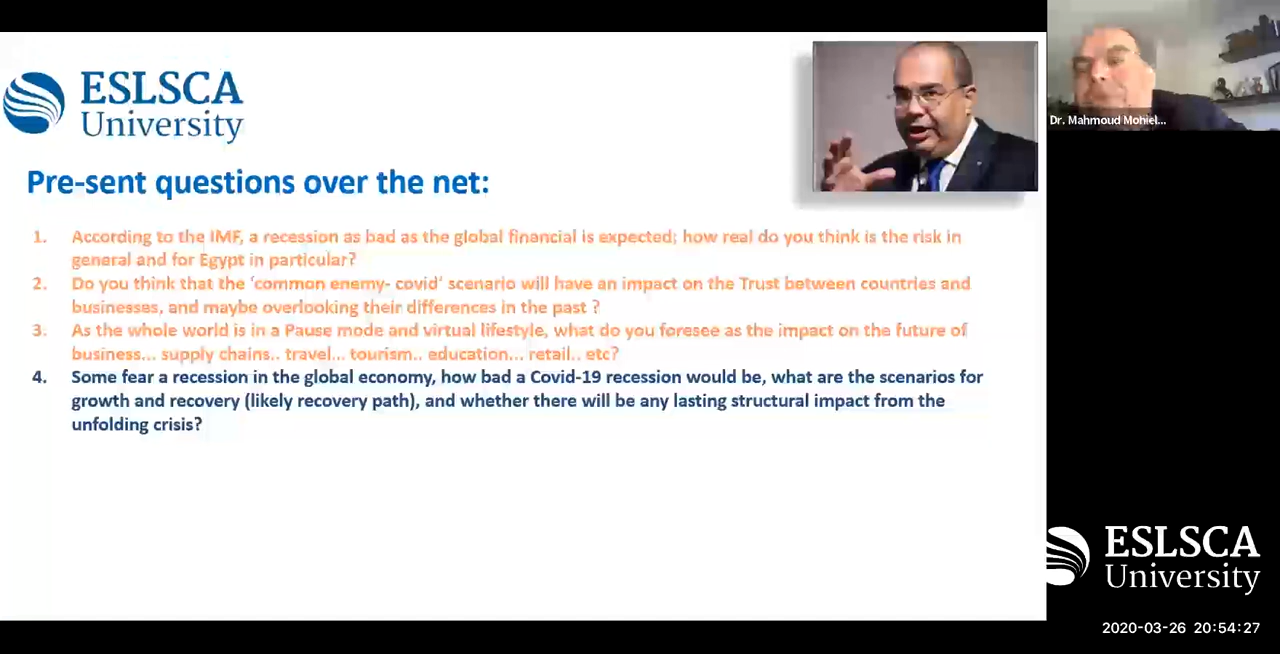 ESLSCA
University
Dr. Mahmoud Mohiel...
Pre-sent questions over the net:
1. According to the IMF, a recession as bad as the global financial is expected; how real do you think is the risk in
general and for Egypt in particular?
2. Do you think that the ‘common enemy- covid’ scenario will have an impact on the Trust between countries and
businesses, and maybe overlooking their differences in the past ?
3. As the whole world is in a Pause mode and virtual lifestyle, what do you foresee as the impact on the future of
business... supply chains.. travel... tourism.. education... retail.. etc?
4. Some fear a recession in the global economy, how bad a Covid-19 recession would be, what are the scenarios for
growth and recovery (likely recovery path), and whether there will be any lasting structural impact from the
unfolding crisis?
ESLSCA
University
2020-03-26 20:54:27